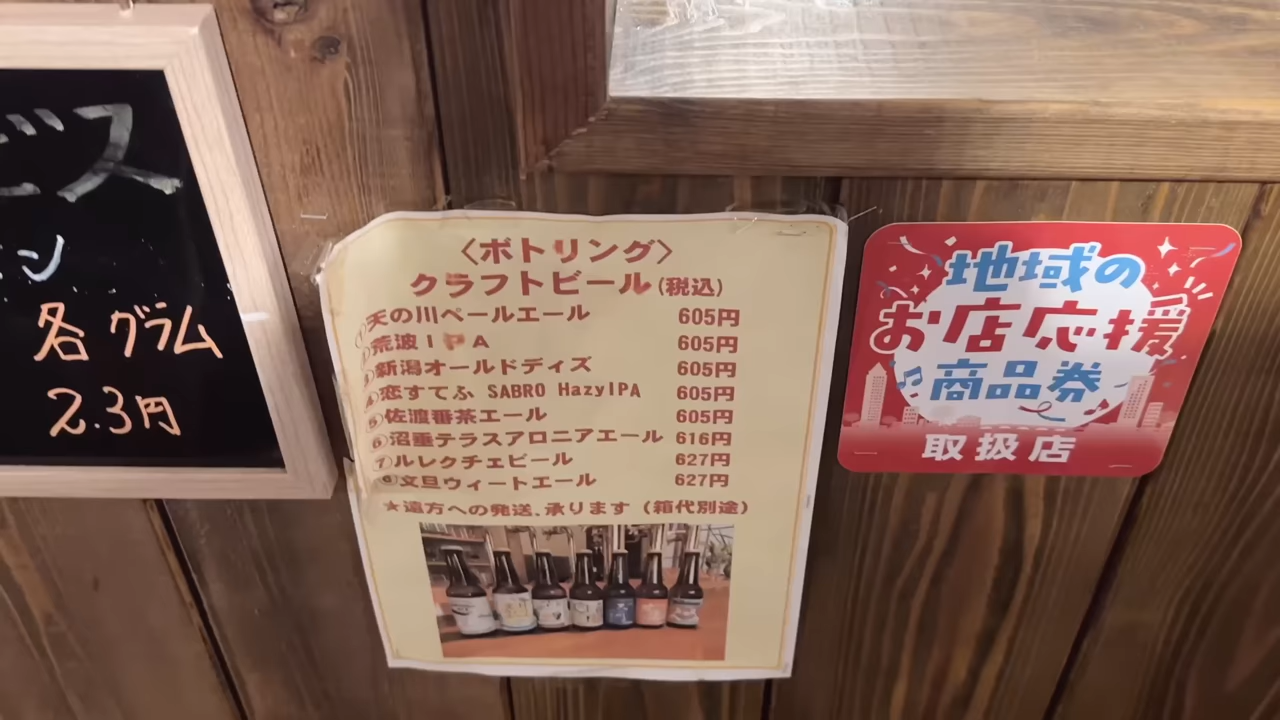 ビス
ン
各 グラム
2.3円
〈ボトリング〉
クラフトビール(税込)
①天の川ペールエール 605円
②荒波IPA 605円
③新潟オールドデイズ 605円
④恋すてふ SABRO HazyIPA 605円
⑤佐渡番茶エール 605円
⑥沼垂テラスアロニアエール 616円
⑦ルレクチェビール 627円
⑧文旦ウィートエール 627円
★遠方への発送、承ります（箱代別途）
地域の
お店応援
商品券
取扱店